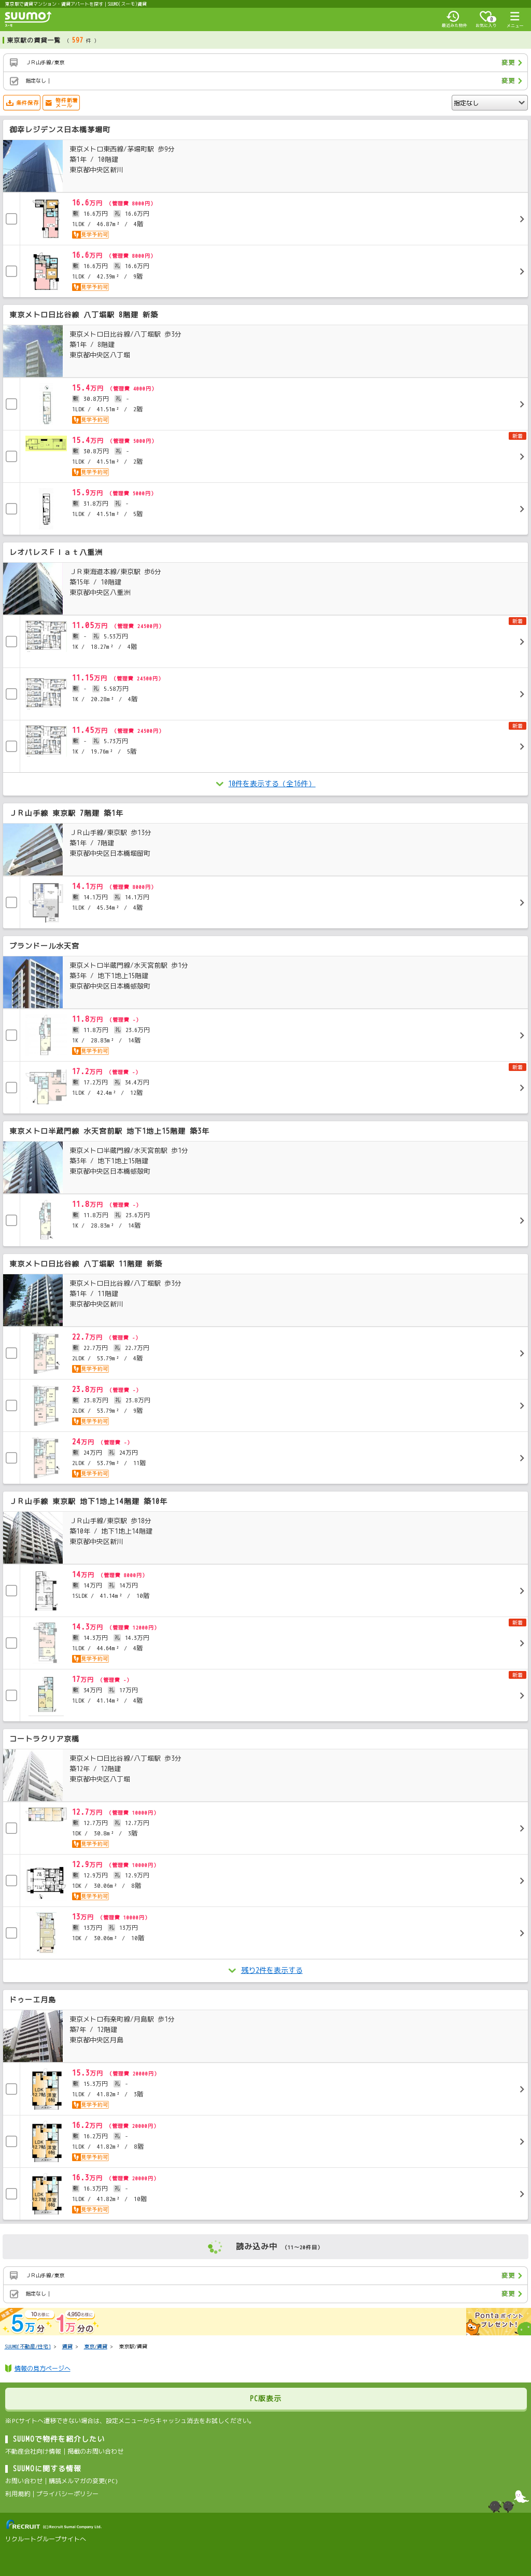 東京駅で賃貸マンション・賃貸アパートを探す｜SUUMO(スーモ)賃貸
SUUMO
スーモ
最近みた物件
0
お気に入り
メニュー
東京駅の賃貸一覧 （ 597 件 ）
ＪＲ山手線/東京
変更
指定なし |
変更
条件保存
物件新着
メール
指定なし
御幸レジデンス日本橋茅場町
東京メトロ東西線/茅場町駅 歩9分
築1年 / 10階建
東京都中央区新川
16.6万円 （管理費 8000円）
敷 16.6万円 礼 16.6万円
1LDK / 46.87m² / 4階
見学予約可
16.6万円 （管理費 8000円）
敷 16.6万円 礼 16.6万円
1LDK / 42.39m² / 9階
見学予約可
東京メトロ日比谷線 八丁堀駅 8階建 新築
東京メトロ日比谷線/八丁堀駅 歩3分
築1年 / 8階建
東京都中央区八丁堀
15.4万円 （管理費 4000円）
敷 30.8万円 礼 -
1LDK / 41.51m² / 2階
見学予約可
新着
15.4万円 （管理費 5000円）
敷 30.8万円 礼 -
1LDK / 41.51m² / 2階
見学予約可
15.9万円 （管理費 5000円）
敷 31.8万円 礼 -
1LDK / 41.51m² / 5階
レオパレスＦｌａｔ八重洲
ＪＲ東海道本線/東京駅 歩6分
築15年 / 10階建
東京都中央区八重洲
新着
11.05万円 （管理費 24500円）
敷 - 礼 5.53万円
1K / 18.27m² / 4階
11.15万円 （管理費 24500円）
敷 - 礼 5.58万円
1K / 20.28m² / 4階
新着
11.45万円 （管理費 24500円）
敷 - 礼 5.73万円
1K / 19.76m² / 5階
10件を表示する（全16件）
ＪＲ山手線 東京駅 7階建 築1年
ＪＲ山手線/東京駅 歩13分
築1年 / 7階建
東京都中央区日本橋堀留町
14.1万円 （管理費 8000円）
敷 14.1万円 礼 14.1万円
1LDK / 45.34m² / 4階
ブランドール水天宮
東京メトロ半蔵門線/水天宮前駅 歩1分
築3年 / 地下1地上15階建
東京都中央区日本橋蛎殻町
11.8万円 （管理費 -）
敷 11.8万円 礼 23.6万円
1K / 28.83m² / 14階
見学予約可
新着
17.2万円 （管理費 -）
敷 17.2万円 礼 34.4万円
1LDK / 42.4m² / 12階
東京メトロ半蔵門線 水天宮前駅 地下1地上15階建 築3年
東京メトロ半蔵門線/水天宮前駅 歩1分
築3年 / 地下1地上15階建
東京都中央区日本橋蛎殻町
11.8万円 （管理費 -）
敷 11.8万円 礼 23.6万円
1K / 28.83m² / 14階
東京メトロ日比谷線 八丁堀駅 11階建 新築
東京メトロ日比谷線/八丁堀駅 歩3分
築1年 / 11階建
東京都中央区新川
22.7万円 （管理費 -）
敷 22.7万円 礼 22.7万円
2LDK / 53.79m² / 4階
見学予約可
23.8万円 （管理費 -）
敷 23.8万円 礼 23.8万円
2LDK / 53.79m² / 9階
見学予約可
24万円 （管理費 -）
敷 24万円 礼 24万円
2LDK / 53.79m² / 11階
見学予約可
ＪＲ山手線 東京駅 地下1地上14階建 築10年
ＪＲ山手線/東京駅 歩18分
築10年 / 地下1地上14階建
東京都中央区新川
14万円 （管理費 8000円）
敷 14万円 礼 14万円
1SLDK / 41.14m² / 10階
新着
14.3万円 （管理費 12000円）
敷 14.3万円 礼 14.3万円
1LDK / 44.64m² / 4階
見学予約可
新着
17万円 （管理費 -）
敷 34万円 礼 17万円
1LDK / 41.14m² / 4階
コートラクリア京橋
東京メトロ日比谷線/八丁堀駅 歩3分
築12年 / 12階建
東京都中央区八丁堀
12.7万円 （管理費 10000円）
敷 12.7万円 礼 12.7万円
1DK / 30.8m² / 3階
見学予約可
12.9万円 （管理費 10000円）
敷 12.9万円 礼 12.9万円
1DK / 30.06m² / 8階
見学予約可
13万円 （管理費 10000円）
敷 13万円 礼 13万円
1DK / 30.06m² / 10階
残り2件を表示する
ドゥーエ月島
東京メトロ有楽町線/月島駅 歩1分
築7年 / 12階建
東京都中央区月島
15.3万円 （管理費 20000円）
敷 15.3万円 礼 -
1LDK / 41.82m² / 3階
見学予約可
16.2万円 （管理費 20000円）
敷 16.2万円 礼 -
1LDK / 41.82m² / 8階
見学予約可
16.3万円 （管理費 20000円）
敷 16.3万円 礼 -
1LDK / 41.82m² / 10階
見学予約可
読み込み中 （11～20件目）
ＪＲ山手線/東京
変更
指定なし |
変更
10名様に
5万分
4,950名様に
1万分の
Pontaポイント
プレゼント!
SUUMO[不動産/住宅] > 賃貸 > 東京/賃貸 > 東京駅/賃貸
情報の見方ページへ
PC版表示
※PCサイトへ遷移できない場合は、設定メニューからキャッシュ消去をお試しください。
SUUMOで物件を紹介したい
不動産会社向け情報 | 掲載のお問い合わせ
SUUMOに関する情報
お問い合わせ | 購読メルマガの変更(PC)
利用規約 | プライバシーポリシー
RECRUIT (C) Recruit Sumai Company Ltd.
リクルートグループサイトへ